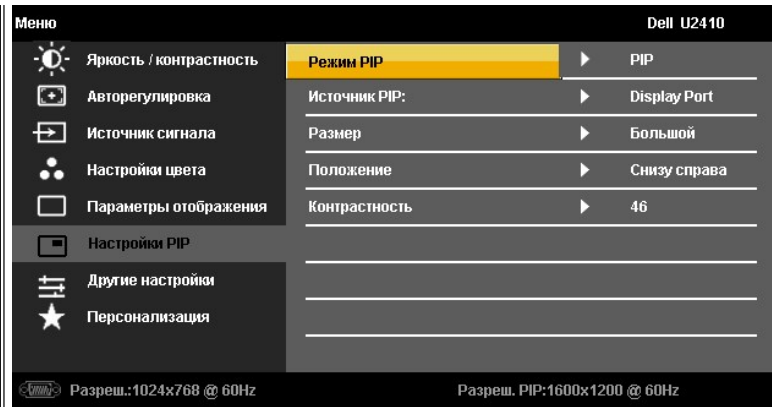 Меню Dell U2410
Яркость / контрастность Режим PIP PIP
Авторегулировка Источник PIP: Display Port
Источник сигнала Размер Большой
Настройки цвета Положение Снизу справа
Параметры отображения Контрастность 46
Настройки PIP
Другие настройки
Персонализация
Разреш.:1024x768 @ 60Hz Разреш. PIP:1600x1200 @ 60Hz